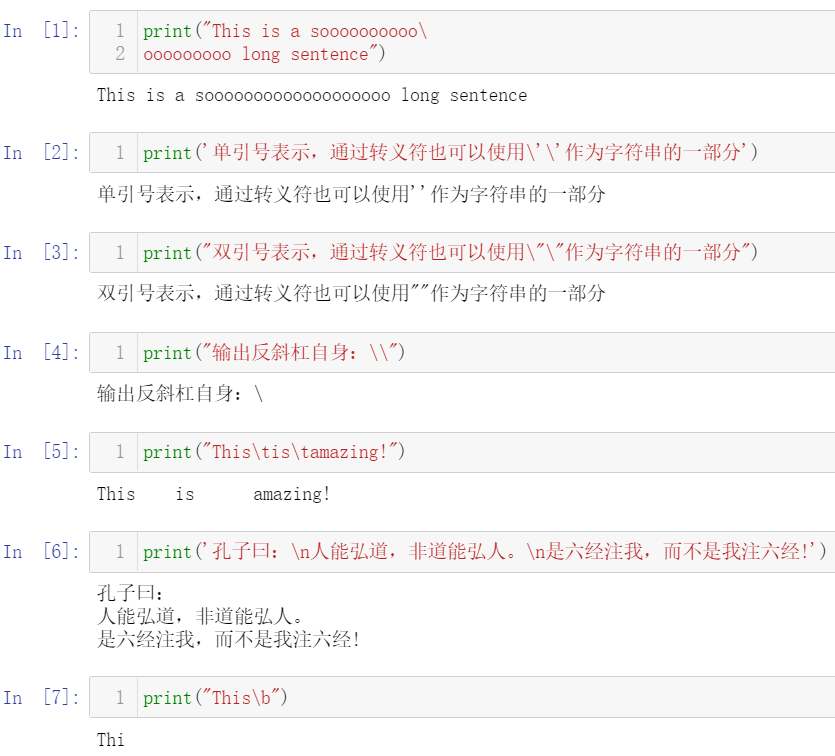 In [1]: 1 print("This is a soooooooooo\
2 ooooooooo long sentence")
This is a sooooooooooooooooooo long sentence
In [2]: 1 print('单引号表示，通过转义符也可以使用\'\'作为字符串的一部分')
单引号表示，通过转义符也可以使用''作为字符串的一部分
In [3]: 1 print("双引号表示，通过转义符也可以使用\"\"作为字符串的一部分")
双引号表示，通过转义符也可以使用""作为字符串的一部分
In [4]: 1 print("输出反斜杠自身：\\")
输出反斜杠自身：\
In [5]: 1 print("This\tis\tamazing!")
This    is      amazing!
In [6]: 1 print('孔子曰：\n人能弘道，非道能弘人。\n是六经注我，而不是我注六经!')
孔子曰：
人能弘道，非道能弘人。
是六经注我，而不是我注六经!
In [7]: 1 print("This\b")
Thi